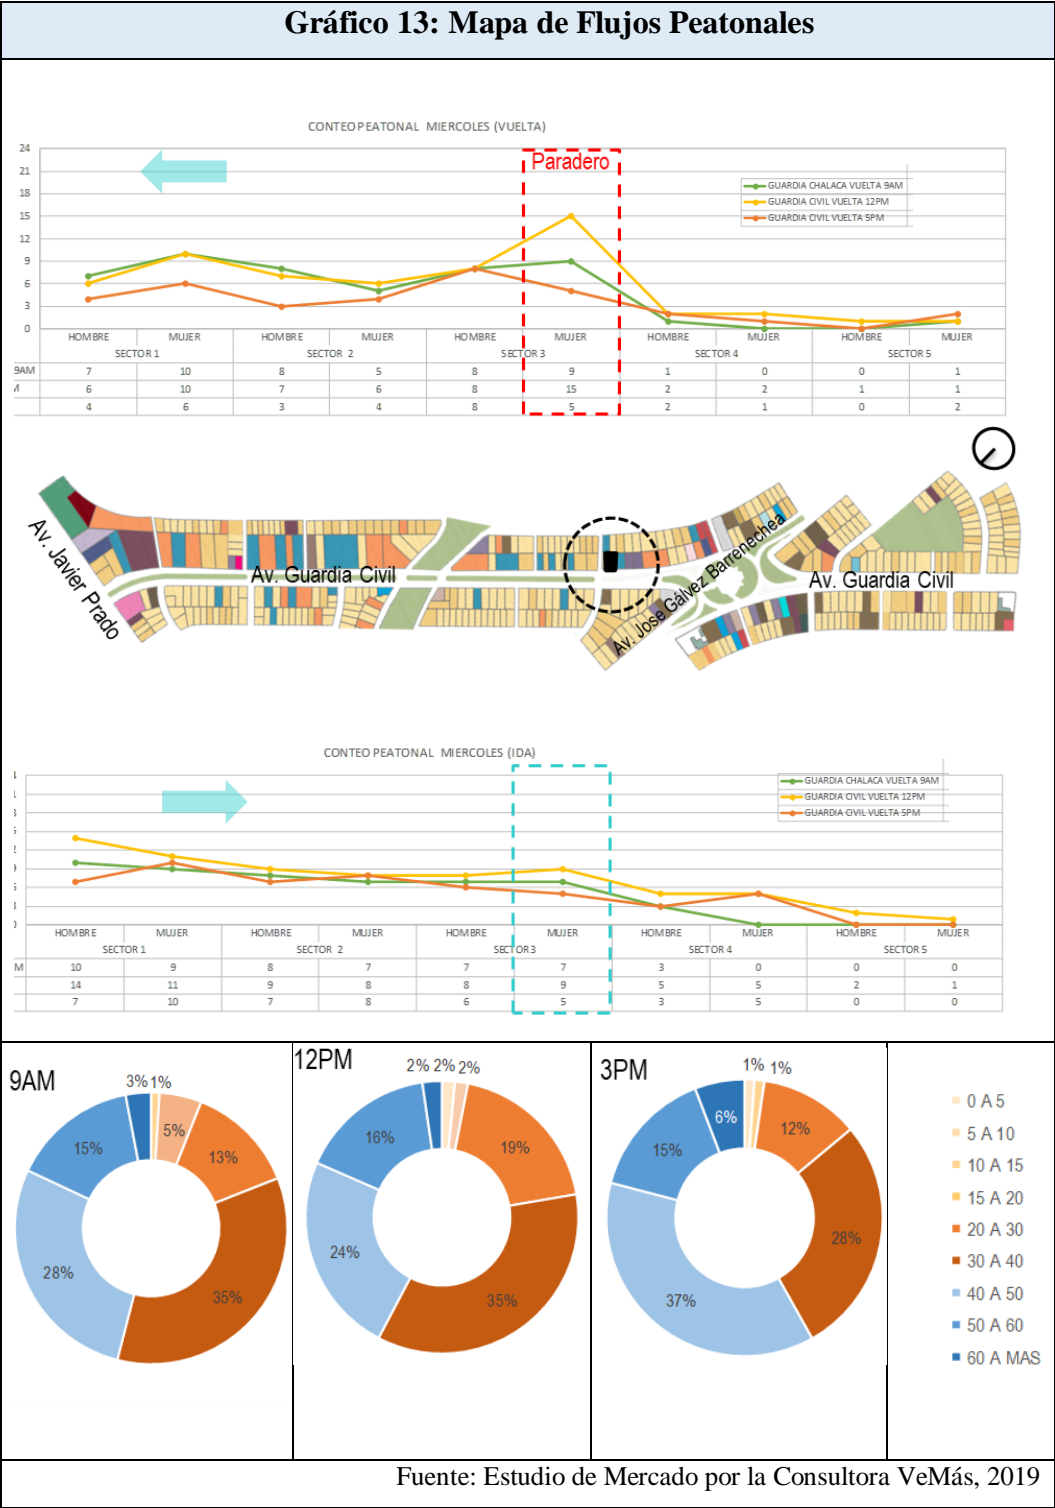 Gráfico 13: Mapa de Flujos Peatonales
CONTEO PEATONAL MIERCOLES (VUELTA)
24
21
18
15
12
9
6
3
0
Paradero
GUARDIA CHALACA VUELTA 9AM
GUARDIA CIVIL VUELTA 12PM
GUARDIA CIVIL VUELTA 5PM
HOMBRE MUJER HOMBRE MUJER HOMBRE MUJER HOMBRE MUJER HOMBRE MUJER
SECTOR 1 SECTOR 2 SECTOR 3 SECTOR 4 SECTOR 5
9AM 7 10 8 5 8 9 1 0 0 1
M 6 10 7 6 8 15 2 2 1 1
4 6 3 4 8 5 2 1 0 2
Av. Javier Prado
Av. Guardia Civil
Av. Jose Gálvez Barrenechea
Av. Guardia Civil
CONTEO PEATONAL MIERCOLES (IDA)
GUARDIA CHALACA VUELTA 9AM
GUARDIA CIVIL VUELTA 12PM
GUARDIA CIVIL VUELTA 5PM
HOMBRE MUJER HOMBRE MUJER HOMBRE MUJER HOMBRE MUJER HOMBRE MUJER
SECTOR 1 SECTOR 2 SECTOR 3 SECTOR 4 SECTOR 5
M 10 9 8 7 7 7 3 0 0 0
14 11 9 8 8 9 5 5 2 1
7 10 7 8 6 5 3 5 0 0
9AM
3% 1%
5%
13%
35%
28%
15%
12PM
2% 2% 2%
19%
35%
24%
16%
3PM
1% 1%
12%
28%
37%
15%
6%
0 A 5
5 A 10
10 A 15
15 A 20
20 A 30
30 A 40
40 A 50
50 A 60
60 A MAS
Fuente: Estudio de Mercado por la Consultora VeMás, 2019